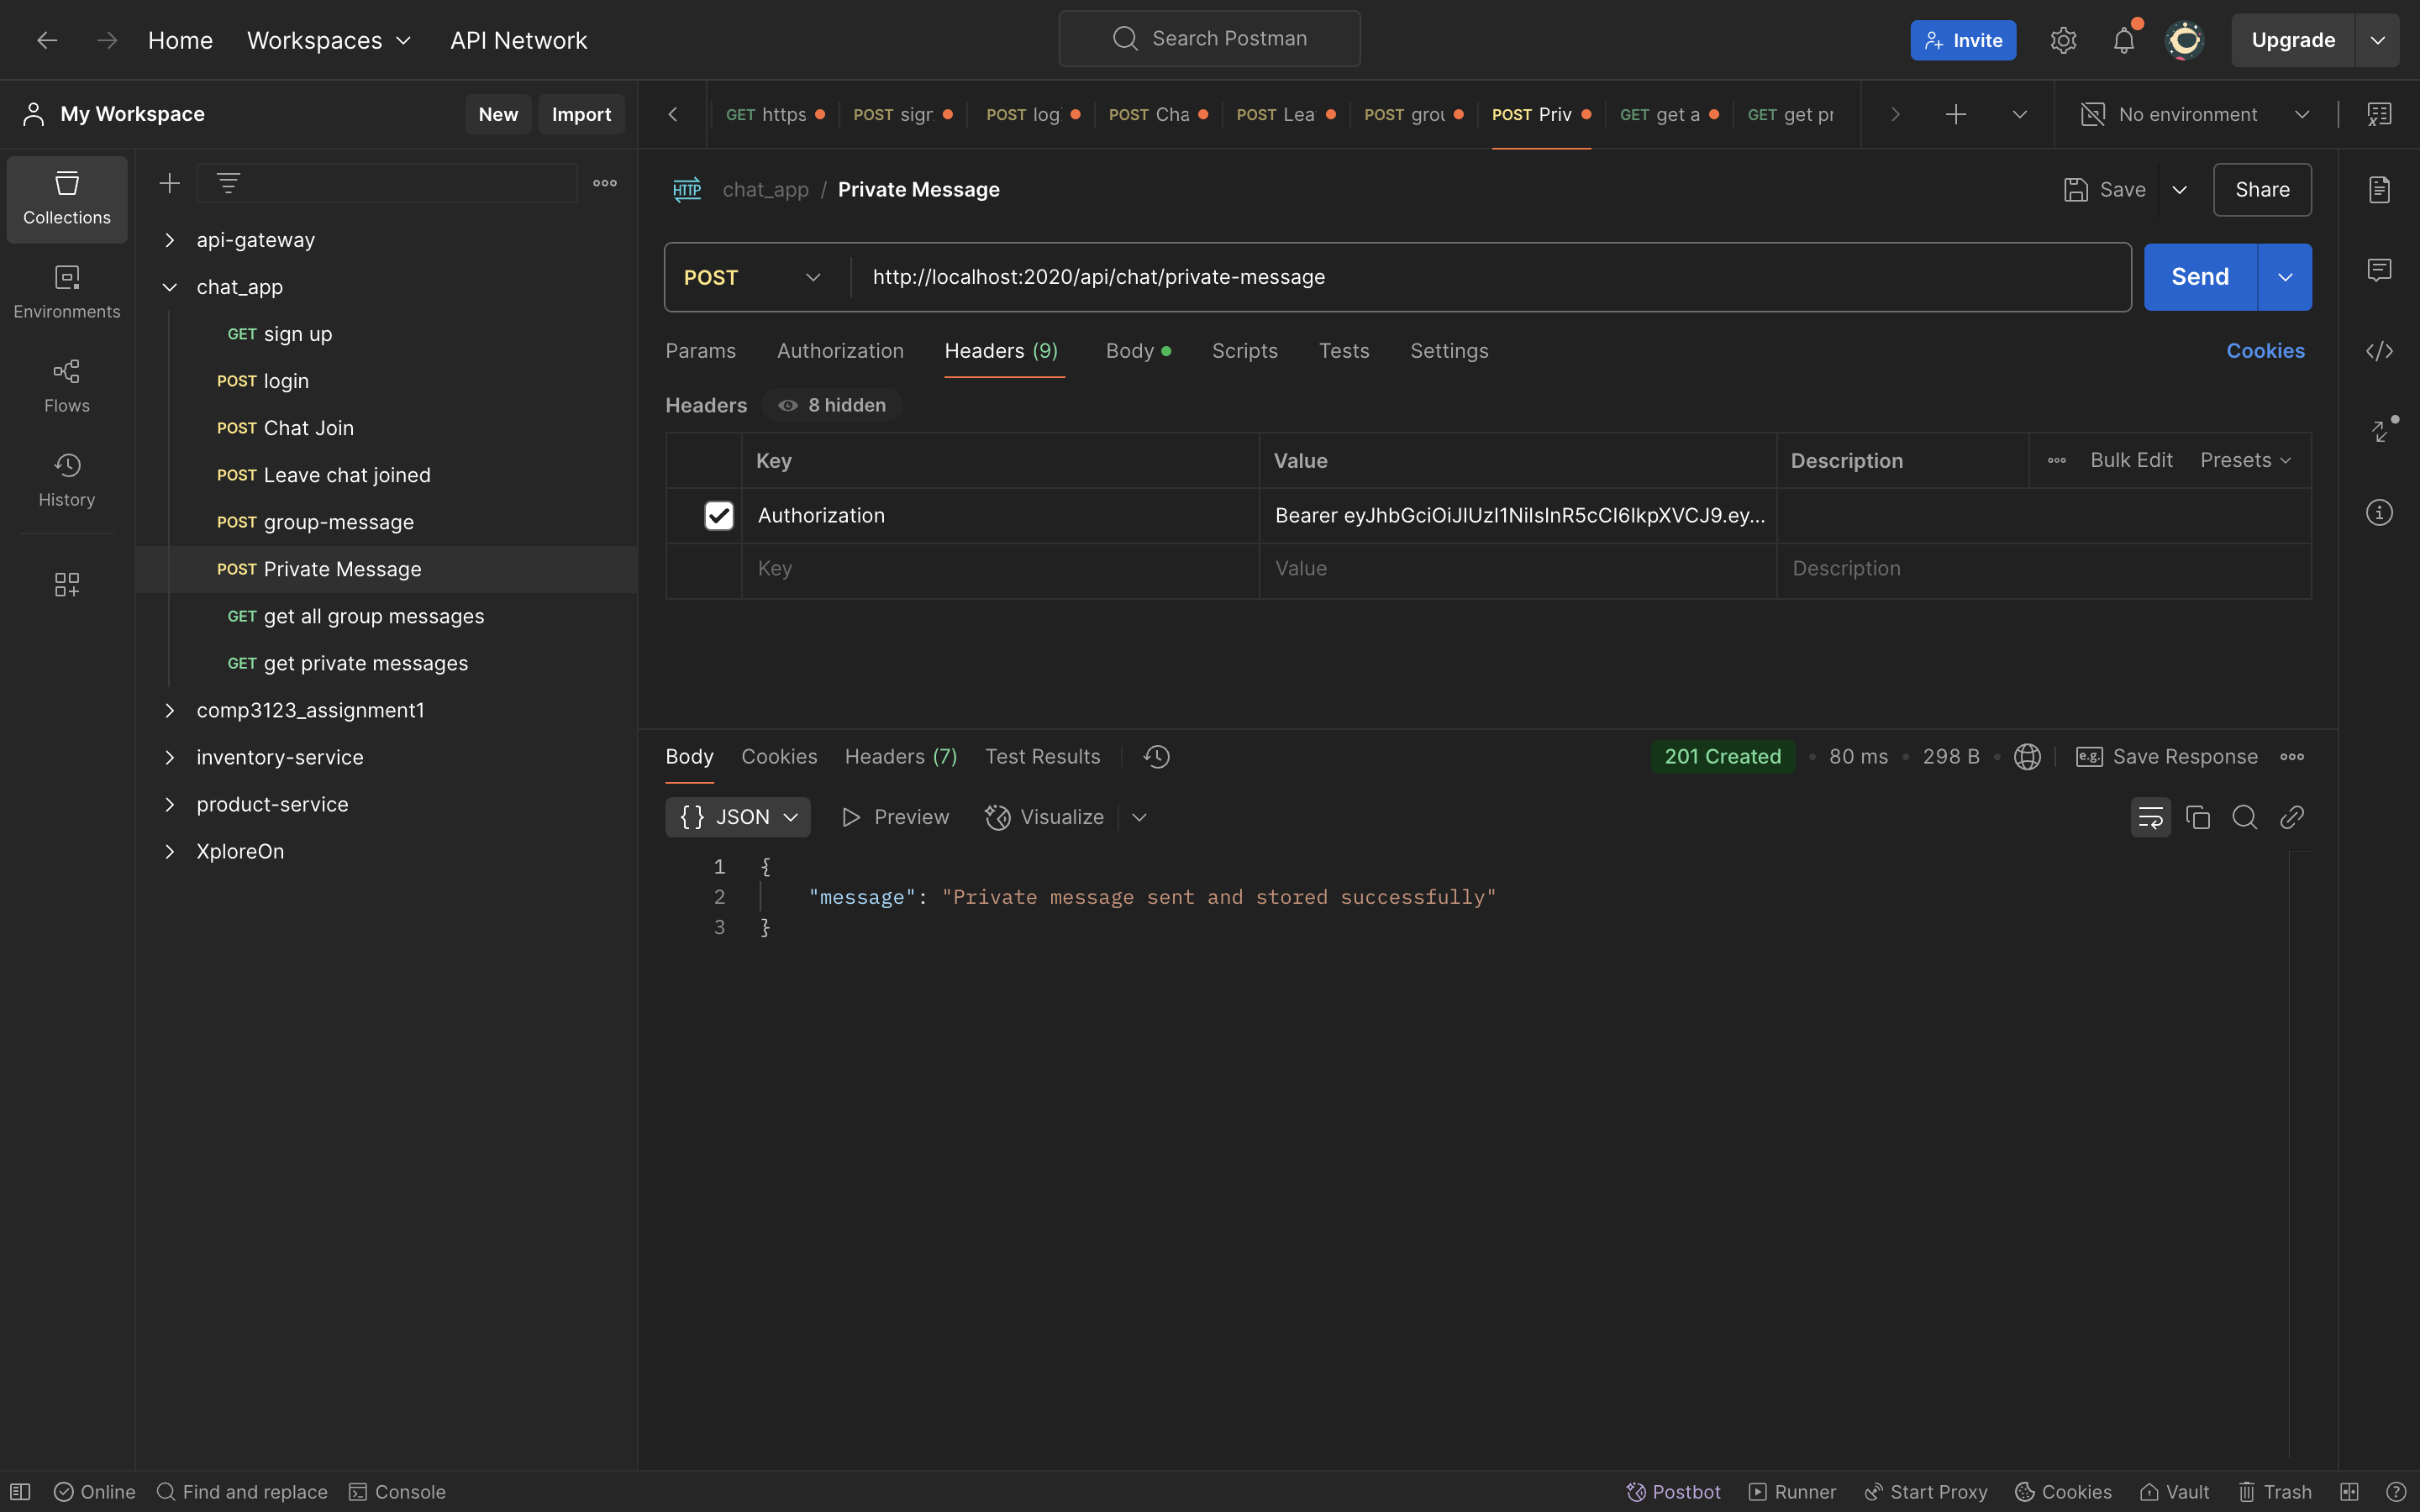 Home Workspaces API Network Search Postman Invite Upgrade
My Workspace New Import GET https POST sigr POST log POST Cha POST Lea POST grou POST Priv GET get a GET get pr No environment
Collections
Environments
Flows
History
api-gateway
chat_app
GET sign up
POST login
POST Chat Join
POST Leave chat joined
POST group-message
POST Private Message
GET get all group messages
GET get private messages
comp3123_assignment1
inventory-service
product-service
XploreOn
HTTP chat_app / Private Message Save Share
POST http://localhost:2020/api/chat/private-message Send
Params Authorization Headers (9) Body Scripts Tests Settings Cookies
Headers 8 hidden
Key Value Description Bulk Edit Presets
Authorization Bearer eyJhbGciOiJIUzI1NiIsInR5cCI6IkpXVCJ9.ey...
Key Value Description
Body Cookies Headers (7) Test Results 201 Created • 80 ms • 298 B • e.g. Save Response
{} JSON Preview Visualize
1 {
2 "message": "Private message sent and stored successfully"
3 }
Online Find and replace Console Postbot Runner Start Proxy Cookies Vault Trash